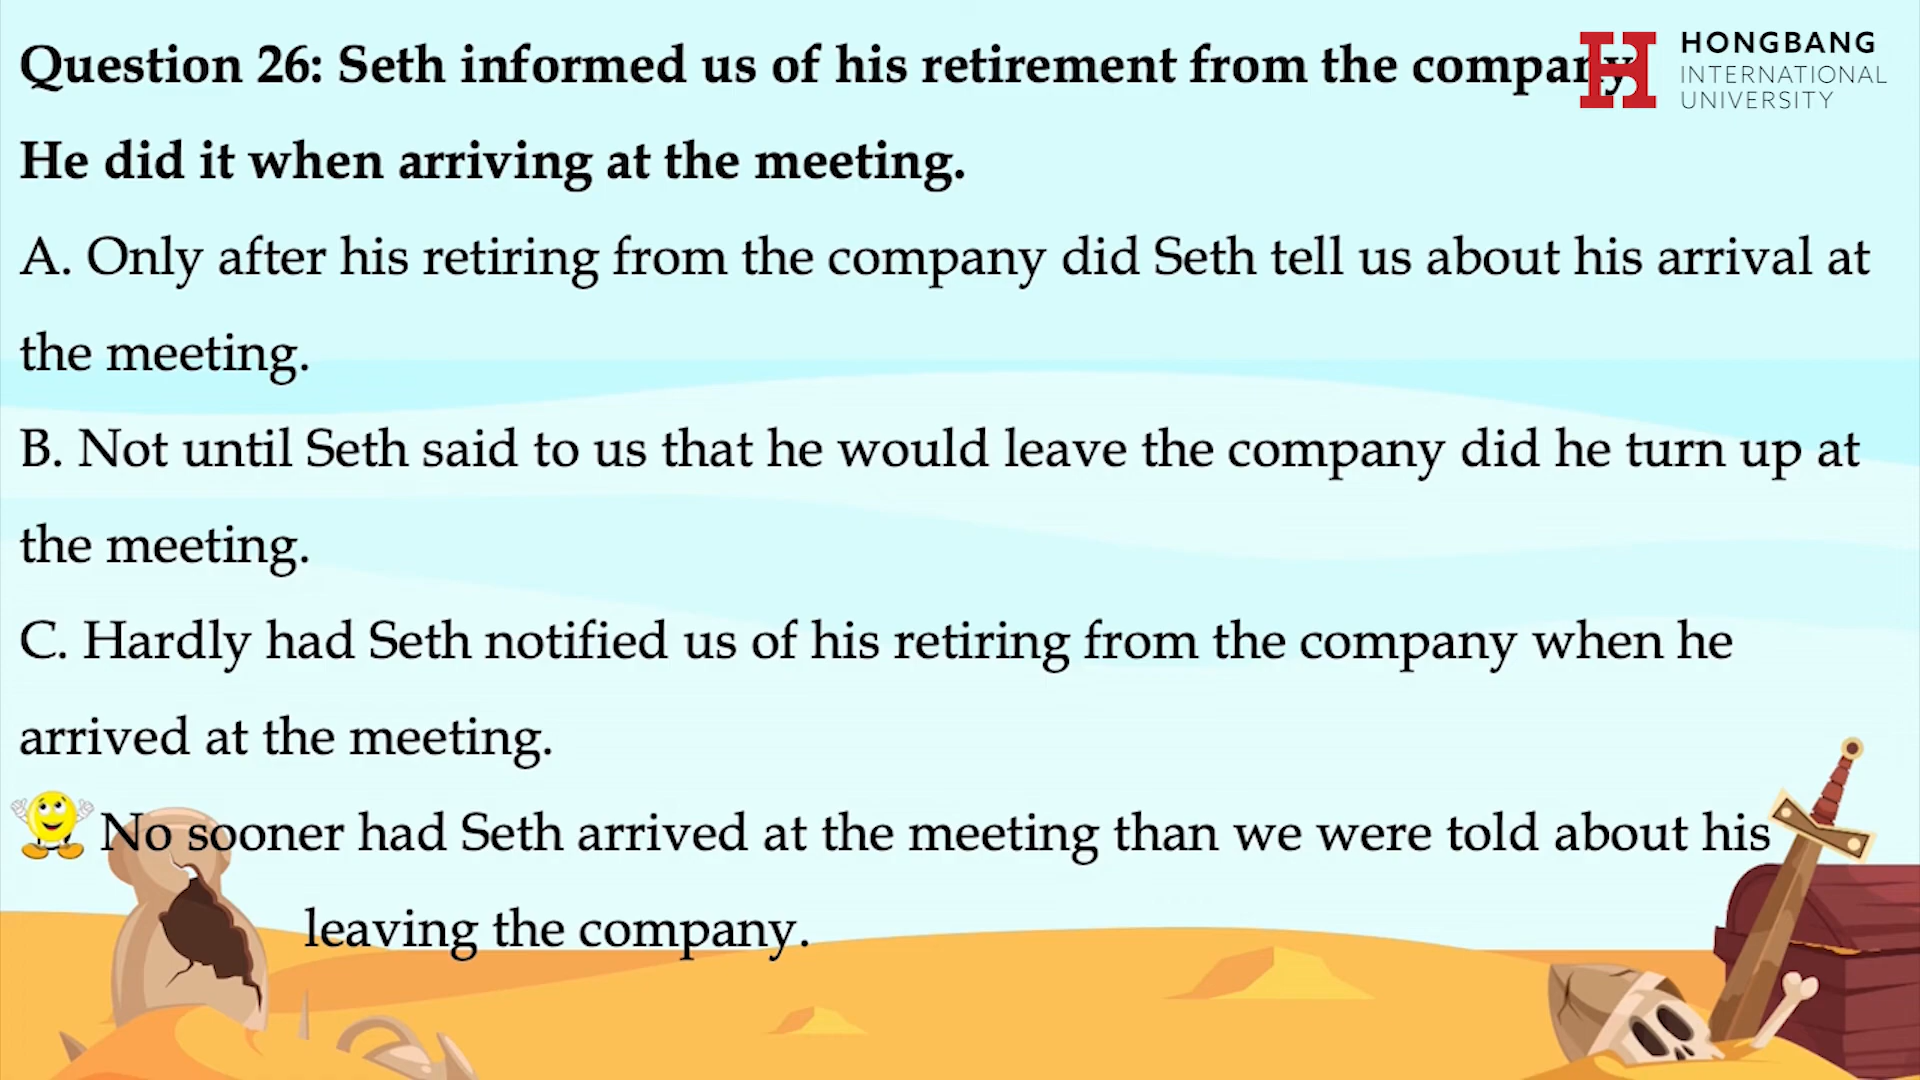 Question 26: Seth informed us of his retirement from the company
HONGBANG
INTERNATIONAL
UNIVERSITY
He did it when arriving at the meeting.
A. Only after his retiring from the company did Seth tell us about his arrival at
the meeting.
B. Not until Seth said to us that he would leave the company did he turn up at
the meeting.
C. Hardly had Seth notified us of his retiring from the company when he
arrived at the meeting.
No sooner had Seth arrived at the meeting than we were told about his
leaving the company.